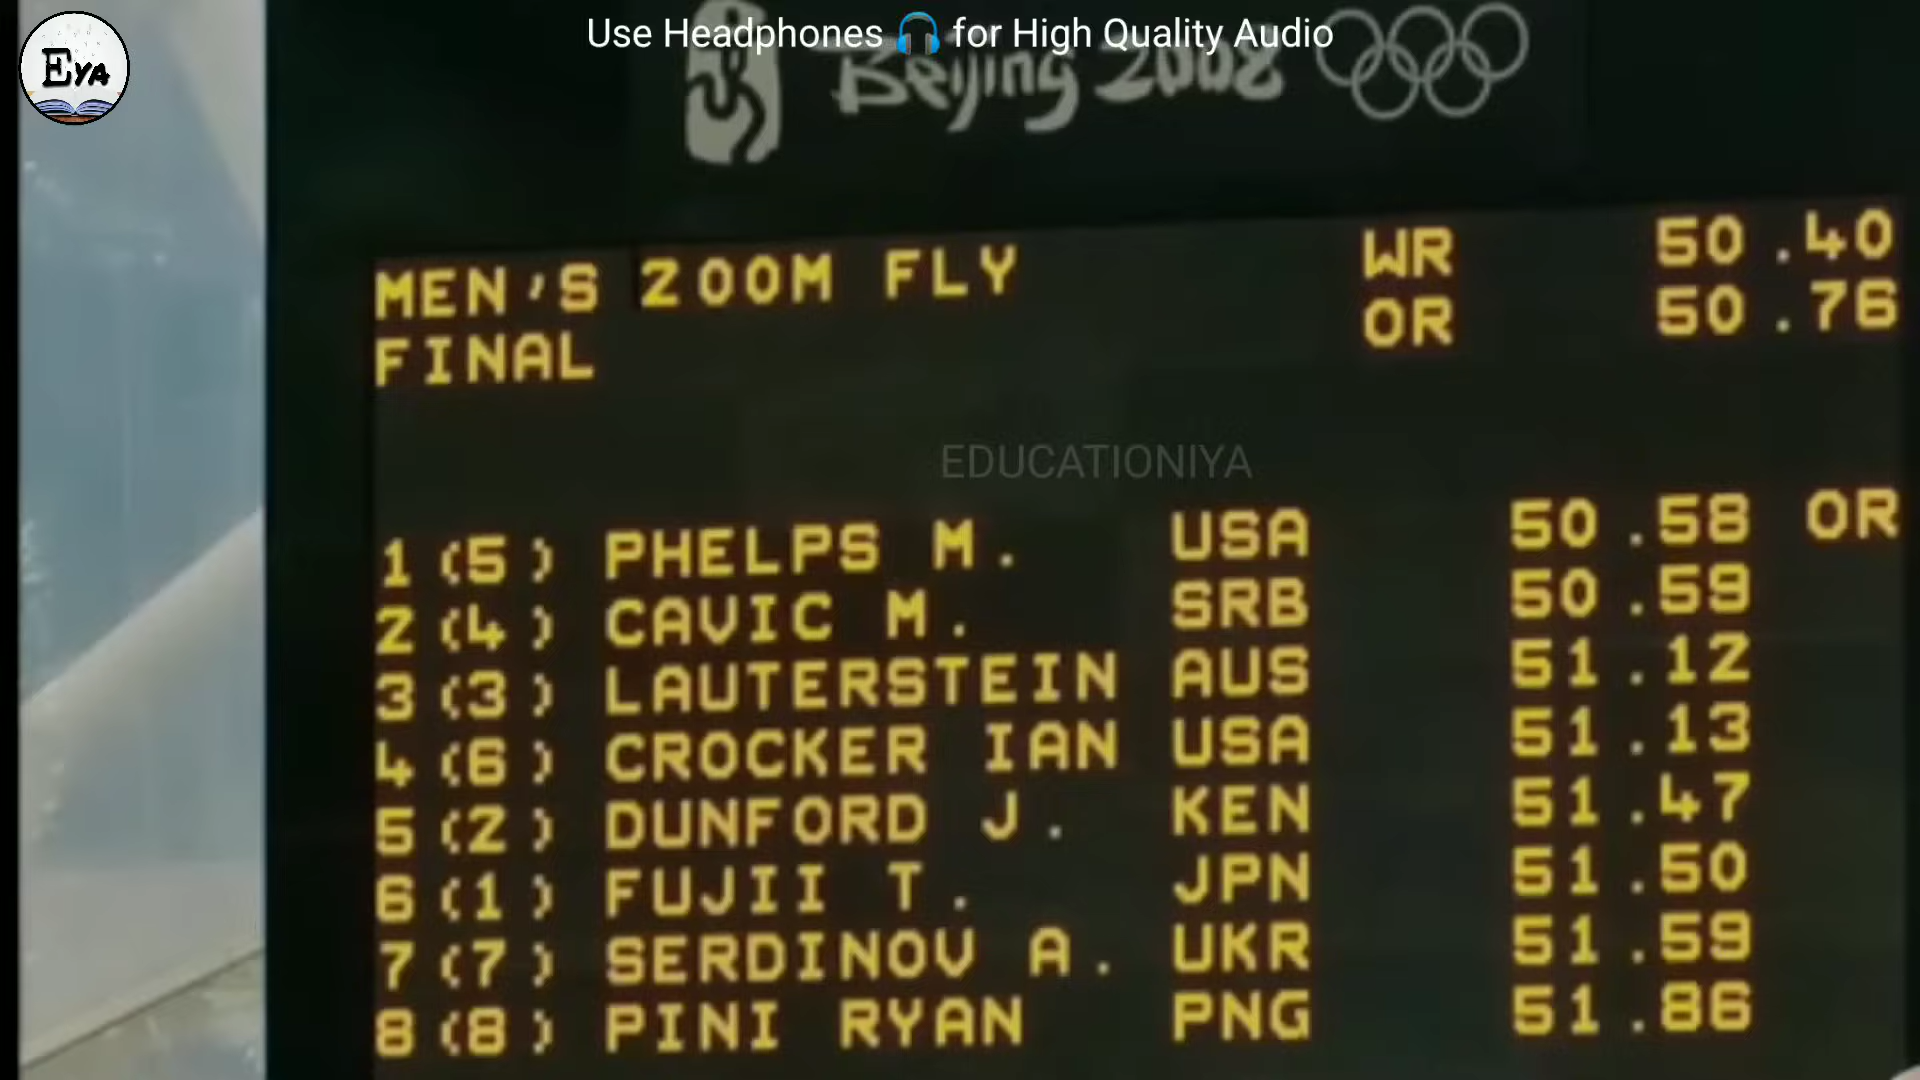 EYA
Use Headphones 🎧 for High Quality Audio
Beijing 2008
MEN'S 200M FLY WR 50.40
FINAL OR 50.76
EDUCATIONIYA
1 (5) PHELPS M. USA 50.58 OR
2 (4) CAVIC M. SRB 50.59
3 (3) LAUTERSTEIN AUS 51.12
4 (6) CROCKER IAN USA 51.13
5 (2) DUNFORD J. KEN 51.47
6 (1) FUJII T. JPN 51.50
7 (7) SERDINOV A. UKR 51.59
8 (8) PINI RYAN PNG 51.86